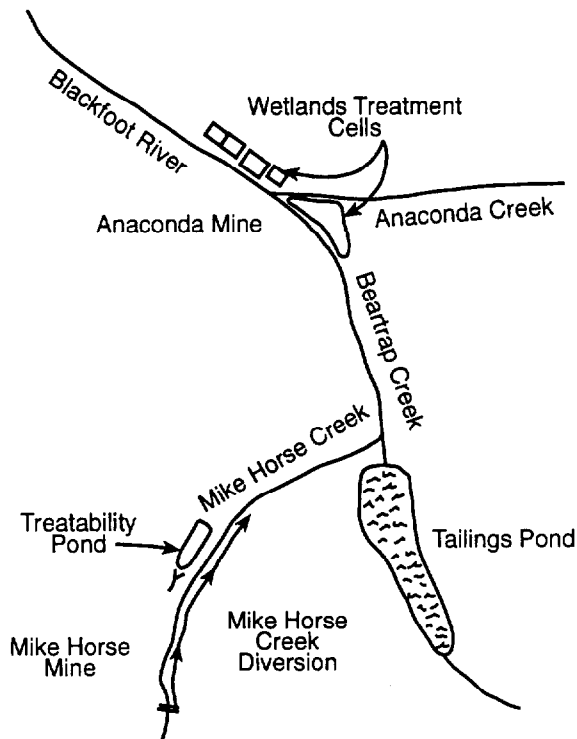 Blackfoot River
Wetlands Treatment
Cells
Anaconda Mine
Anaconda Creek
Beartrap Creek
Mike Horse Creek
Treatability
Pond
Tailings Pond
Mike Horse
Mine
Mike Horse
Creek
Diversion